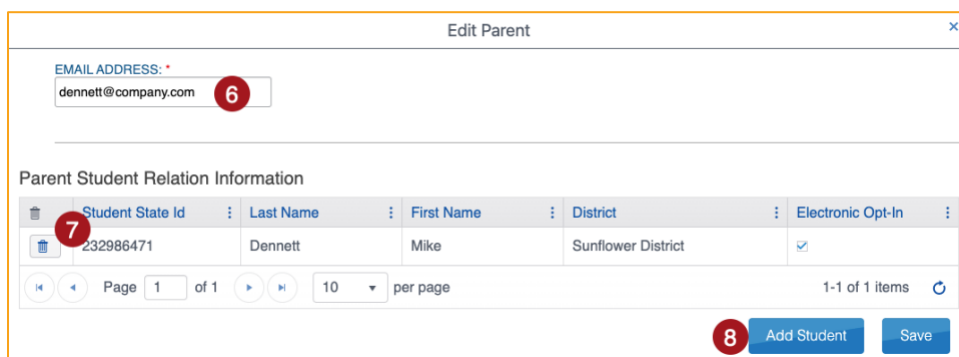 Edit Parent ×
EMAIL ADDRESS: *
dennett@company.com 6
Parent Student Relation Information
Student State Id Last Name First Name District Electronic Opt-In
7 232986471 Dennett Mike Sunflower District
Page 1 of 1 10 per page 1-1 of 1 items
8 Add Student Save